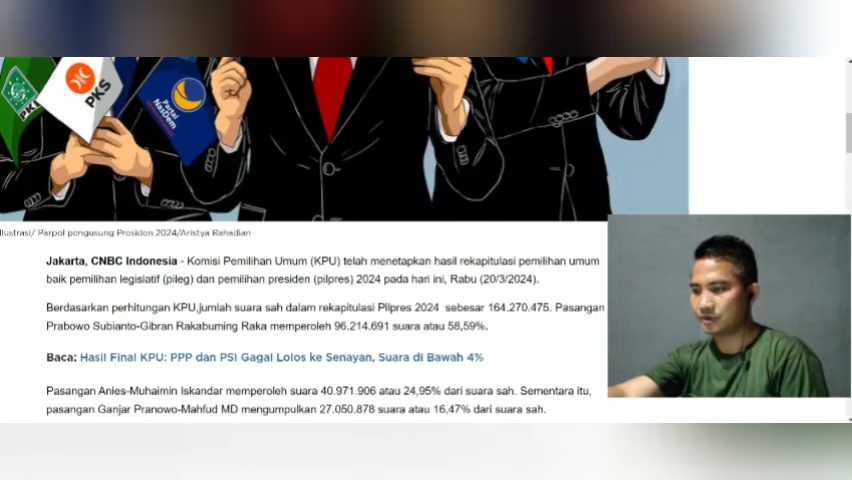 PKB
PKS
Partai
NasDem
Ilustrasi/ Parpol pengusung Presiden 2024/Aristya Rahadian
Jakarta, CNBC Indonesia - Komisi Pemilihan Umum (KPU) telah menetapkan hasil rekapitulasi pemilihan umum
baik pemilihan legislatif (pileg) dan pemilihan presiden (pilpres) 2024 pada hari ini, Rabu (20/3/2024).
Berdasarkan perhitungan KPU,jumlah suara sah dalam rekapitulasi Pilpres 2024 sebesar 164.270.475. Pasangan
Prabowo Subianto-Gibran Rakabuming Raka memperoleh 96.214.691 suara atau 58,59%.
Baca: Hasil Final KPU: PPP dan PSI Gagal Lolos ke Senayan, Suara di Bawah 4%
Pasangan Anies-Muhaimin Iskandar memperoleh suara 40.971.906 atau 24,95% dari suara sah. Sementara itu,
pasangan Ganjar Pranowo-Mahfud MD mengumpulkan 27.050.878 suara atau 16,47% dari suara sah.